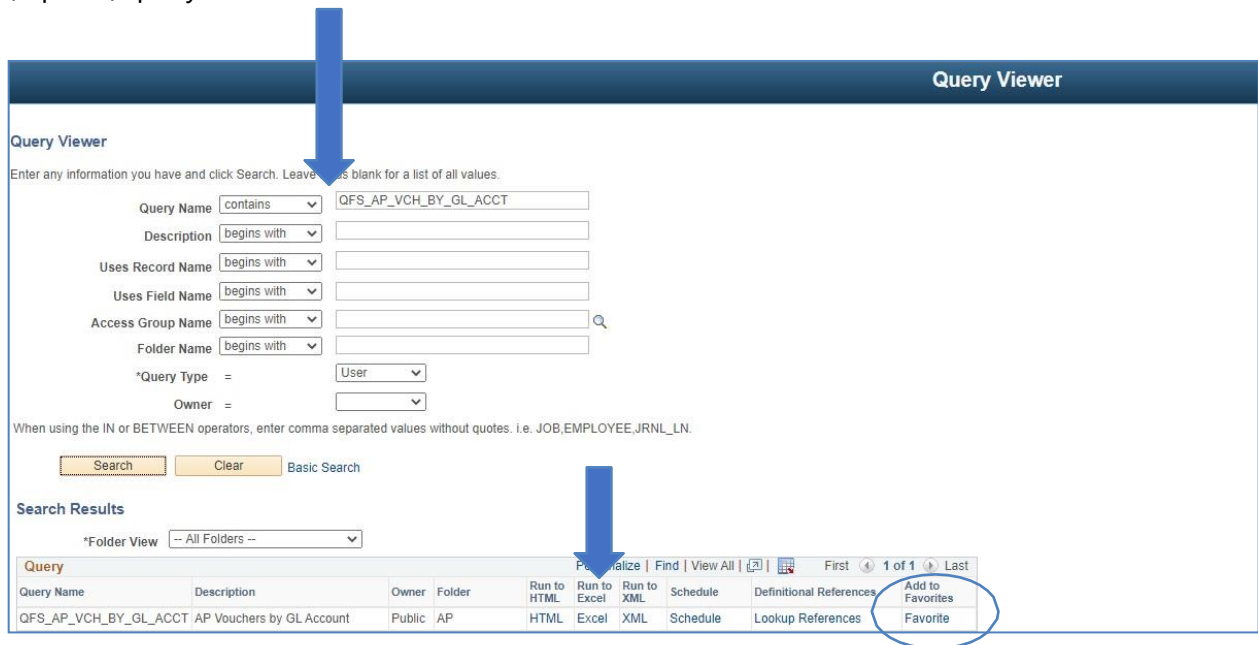 Query Viewer
Query Viewer
Enter any information you have and click Search. Leave blank for a list of all values.
Query Name contains QFS_AP_VCH_BY_GL_ACCT
Description begins with
Uses Record Name begins with
Uses Field Name begins with
Access Group Name begins with
Folder Name begins with
*Query Type = User
Owner =
When using the IN or BETWEEN operators, enter comma separated values without quotes. i.e. JOB,EMPLOYEE,JRNL_LN.
Search Clear Basic Search
Search Results
*Folder View -- All Folders --
Query | Find | View All | | First 1 of 1 Last
Query Name Description Owner Folder Run to HTML Run to Excel Run to XML Schedule Definitional References Add to Favorites
QFS_AP_VCH_BY_GL_ACCT AP Vouchers by GL Account Public AP HTML Excel XML Schedule Lookup References Favorite